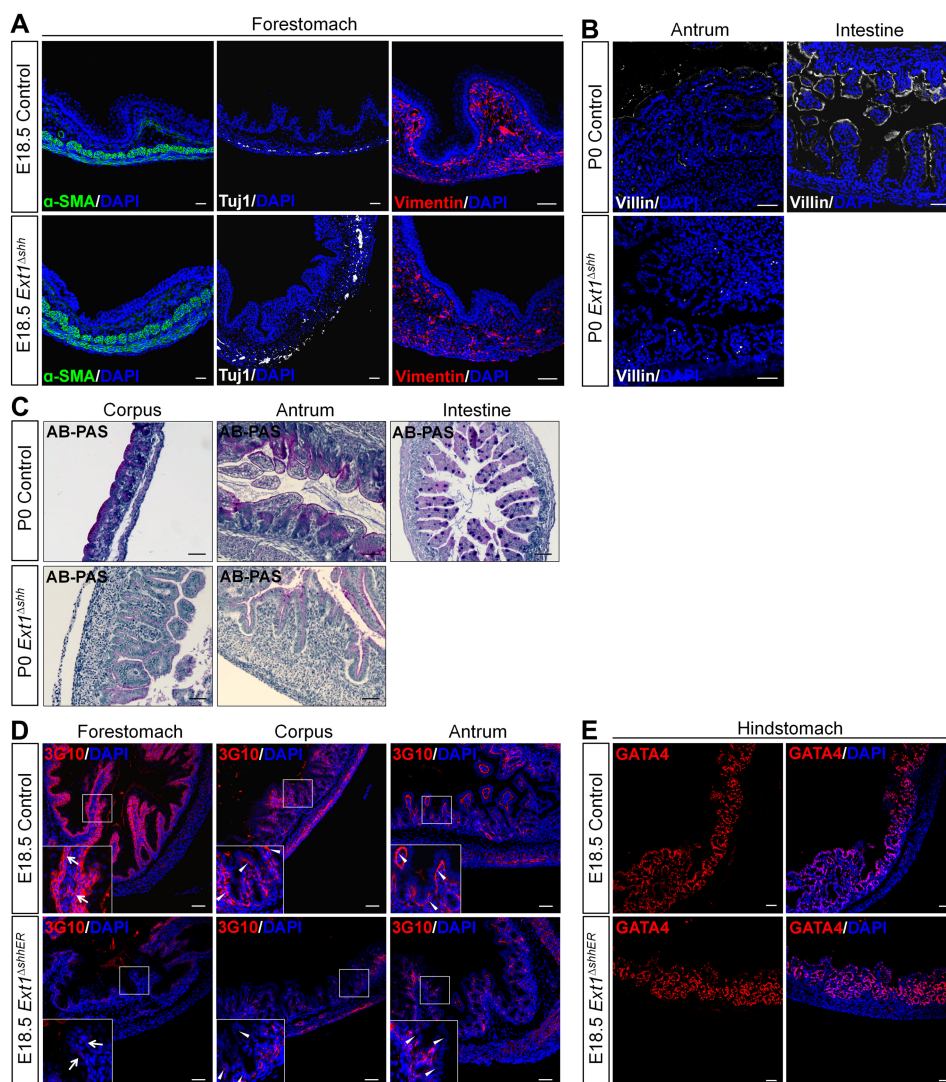 A
Forestomach
E18.5 Control
α-SMA/DAPI
Tuj1/DAPI
Vimentin/DAPI
E18.5 Ext1Δshh
α-SMA/DAPI
Tuj1/DAPI
Vimentin/DAPI
B
Antrum
Intestine
P0 Control
Villin/DAPI
Villin/DAPI
P0 Ext1Δshh
Villin/DAPI
C
Corpus
Antrum
Intestine
P0 Control
AB-PAS
AB-PAS
AB-PAS
P0 Ext1Δshh
AB-PAS
AB-PAS
D
Forestomach
Corpus
Antrum
E18.5 Control
3G10/DAPI
3G10/DAPI
3G10/DAPI
E18.5 Ext1ΔshhER
3G10/DAPI
3G10/DAPI
3G10/DAPI
E
Hindstomach
E18.5 Control
GATA4
GATA4/DAPI
E18.5 Ext1ΔshhER
GATA4
GATA4/DAPI